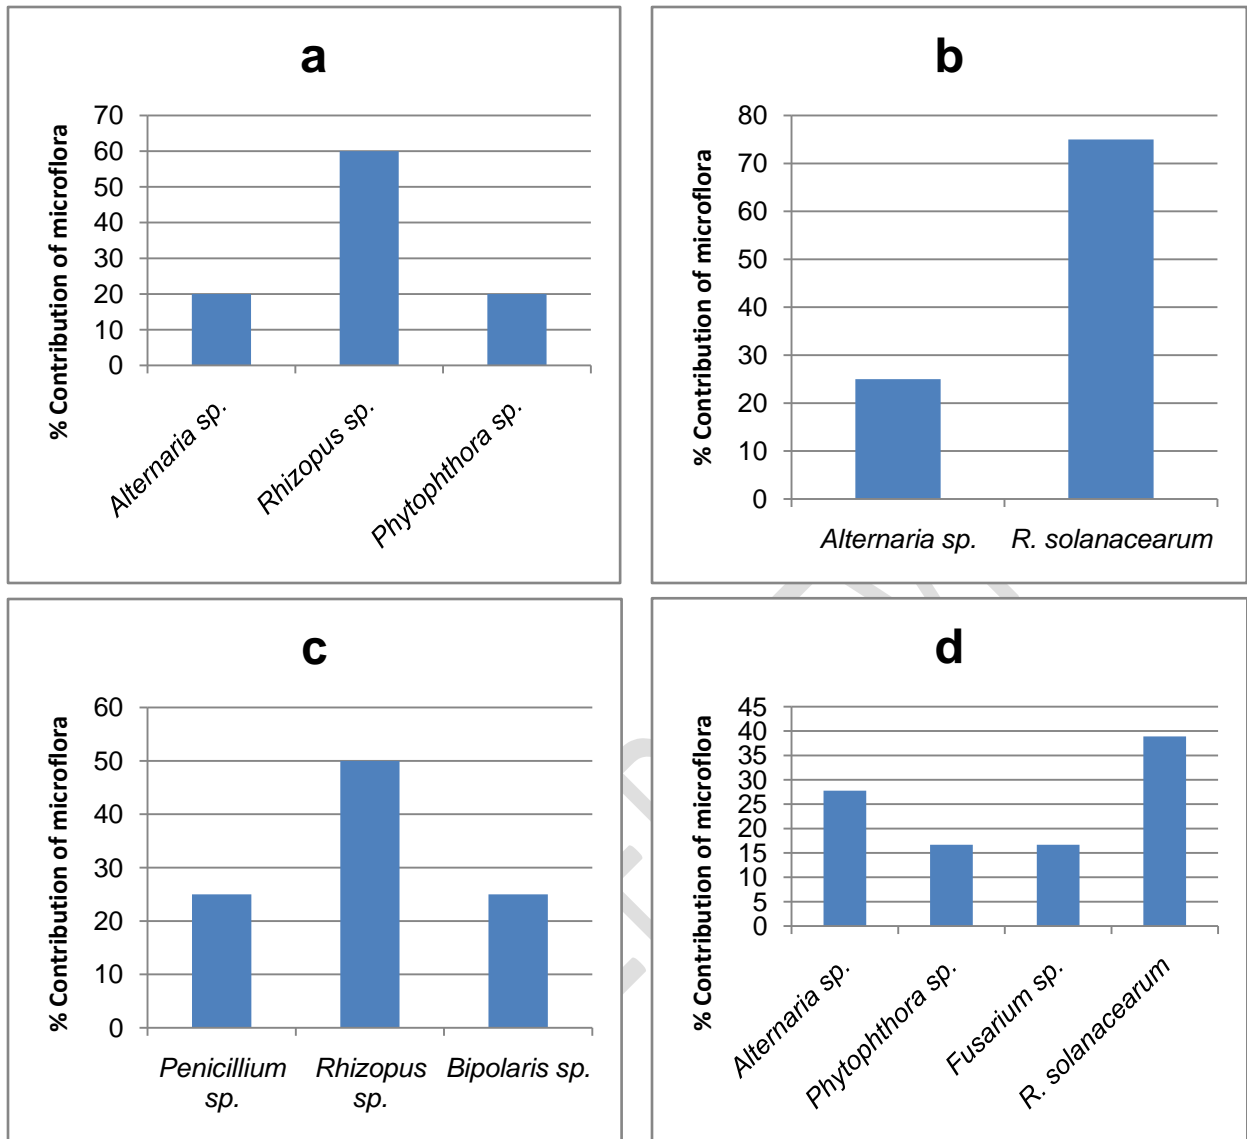 a
% Contribution of microflora
70
60
50
40
30
20
10
0
Alternaria sp.
Rhizopus sp.
Phytophthora sp.
b
% Contribution of microflora
80
70
60
50
40
30
20
10
0
Alternaria sp.
R. solanacearum
c
% Contribution of microflora
60
50
40
30
20
10
0
Penicillium
sp.
Rhizopus
sp.
Bipolaris sp.
d
% Contribution of microflora
45
40
35
30
25
20
15
10
5
0
Alternaria sp.
Phytophthora sp.
Fusarium sp.
R. solanacearum